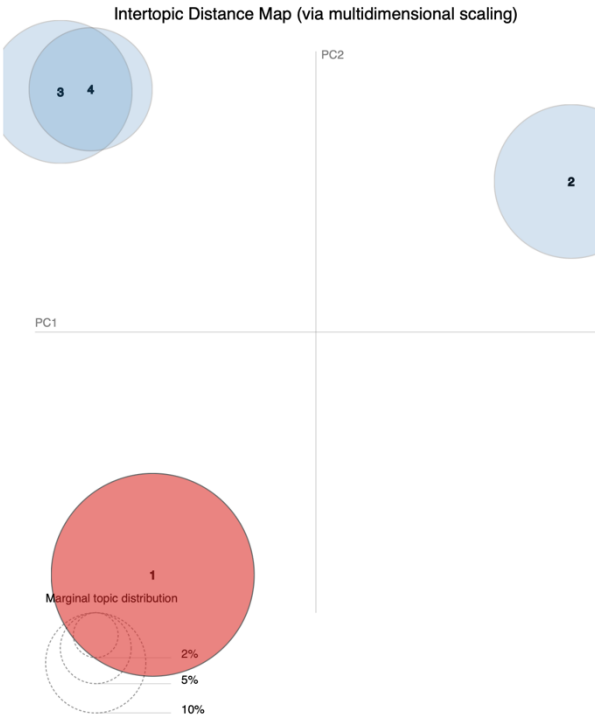 Intertopic Distance Map (via multidimensional scaling)
PC2
3
4
2
PC1
1
Marginal topic distribution
2%
5%
10%